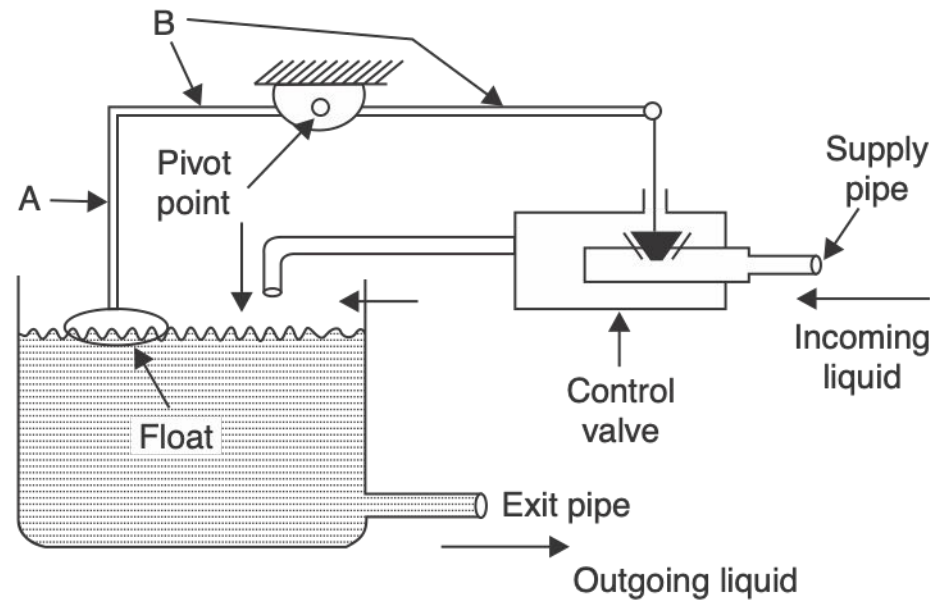 B
Pivot
point
A
Supply
pipe
Incoming
liquid
Control
valve
Float
Exit pipe
Outgoing liquid